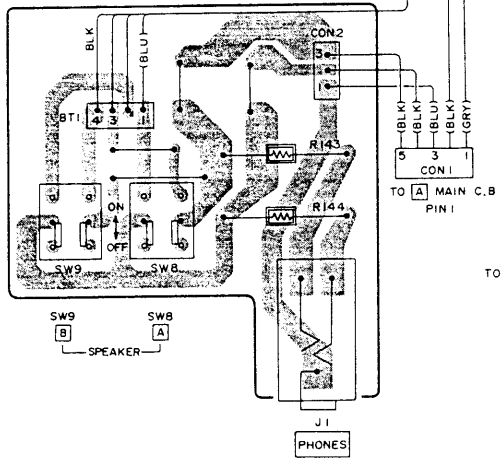 BLK
(BLU)
CON2
3
1
BT1
4
3
1
R143
(BLK)
(BLK)
(BLU)
(BLK)
(GRY)
5 3 1
CON1
TO A MAIN C.B
PIN1
ON
OFF
R144
SW9 SW8
TO
SW9 SW8
B A
SPEAKER
J1
PHONES